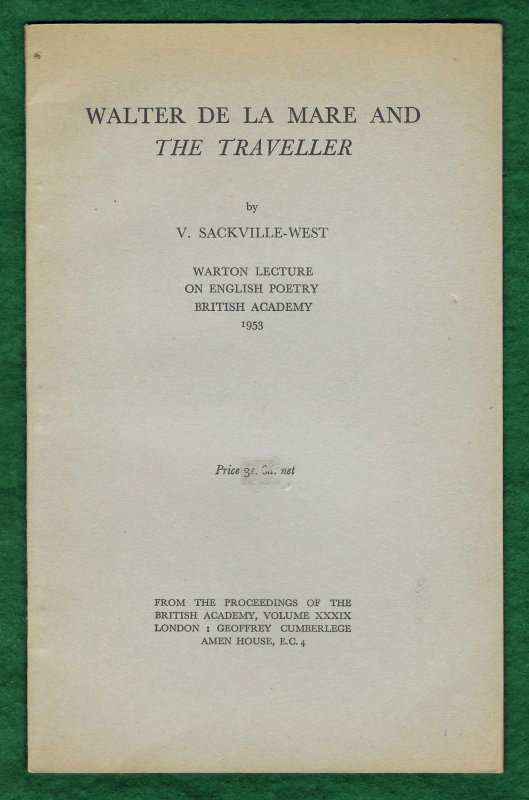 WALTER DE LA MARE AND
THE TRAVELLER
by
V. SACKVILLE-WEST
WARTON LECTURE
ON ENGLISH POETRY
BRITISH ACADEMY
1953
Price net
FROM THE PROCEEDINGS OF THE
BRITISH ACADEMY, VOLUME XXXIX
LONDON : GEOFFREY CUMBERLEGE
AMEN HOUSE, E.C. 4